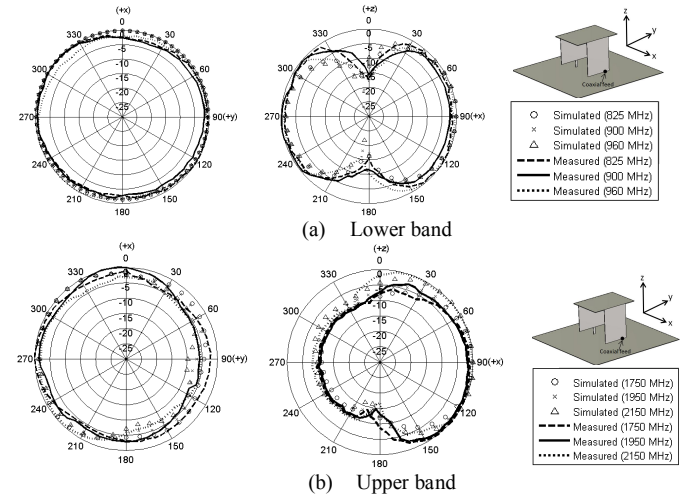 (+x)
0
330
30
-5
300
60
-10
-15
-20
-25
270
90(+y)
240
120
210
150
180
(+z)
0
330
30
-5
300
60
-10
-15
-20
-25
270
90(+x)
240
120
210
150
180
z
y
x
Coaxial feed
Simulated (825 MHz)
Simulated (900 MHz)
Simulated (960 MHz)
Measured (825 MHz)
Measured (900 MHz)
Measured (960 MHz)
(a) Lower band
(+x)
0
330
30
-5
300
60
-10
-15
-20
-25
270
90(+y)
240
120
210
150
180
(+z)
0
330
30
-5
300
60
-10
-15
-20
-25
270
90(+x)
240
120
210
150
180
z
y
x
Coaxial feed
Simulated (1750 MHz)
Simulated (1950 MHz)
Simulated (2150 MHz)
Measured (1750 MHz)
Measured (1950 MHz)
Measured (2150 MHz)
(b) Upper band